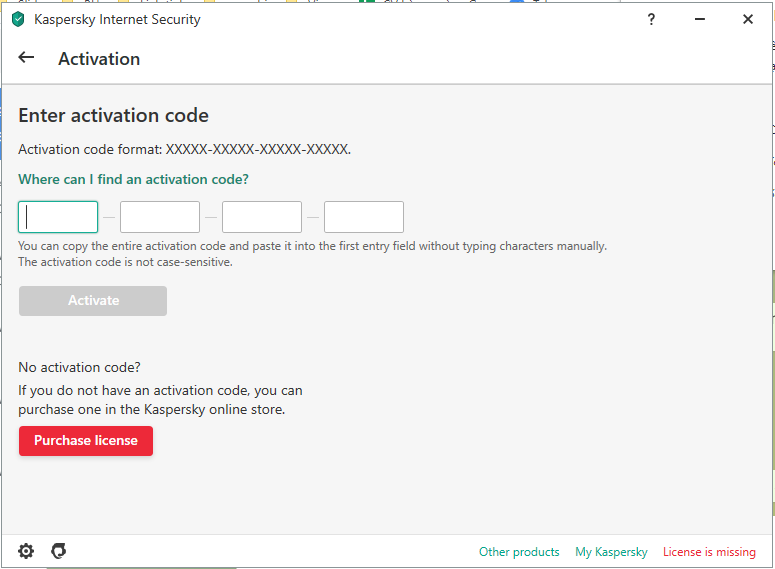 Kaspersky Internet Security
?
Activation
Enter activation code
Activation code format: XXXXX-XXXXX-XXXXX-XXXXX.
Where can I find an activation code?
You can copy the entire activation code and paste it into the first entry field without typing characters manually.
The activation code is not case-sensitive.
Activate
No activation code?
If you do not have an activation code, you can
purchase one in the Kaspersky online store.
Purchase license
Other products My Kaspersky License is missing